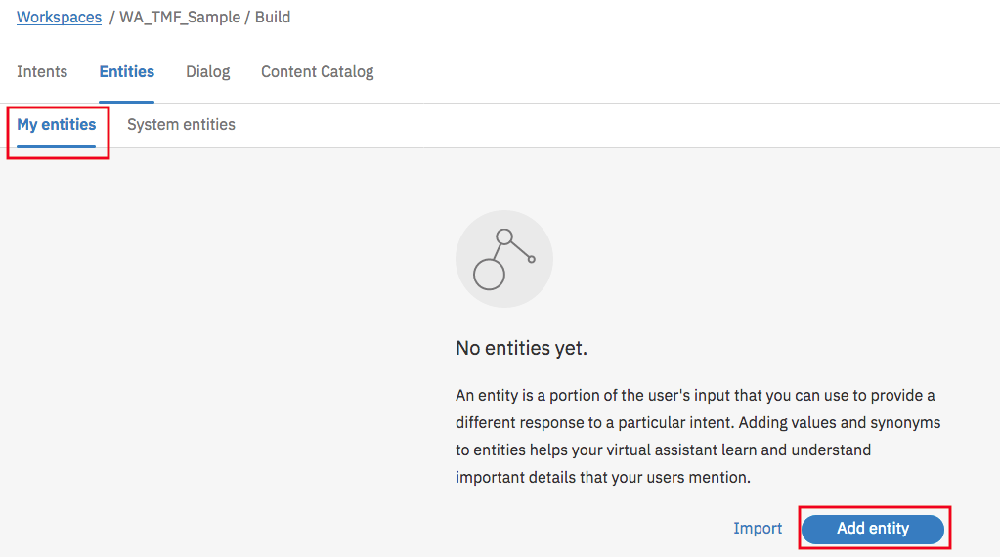 Workspaces / WA_TMF_Sample / Build
Intents Entities Dialog Content Catalog
My entities System entities
No entities yet.
An entity is a portion of the user's input that you can use to provide a
different response to a particular intent. Adding values and synonyms
to entities helps your virtual assistant learn and understand
important details that your users mention.
Import Add entity